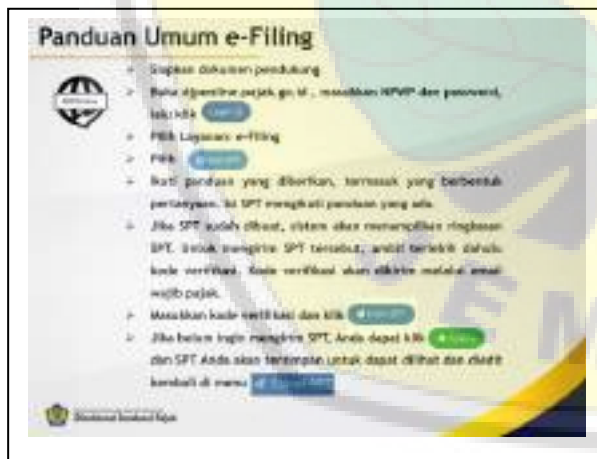 Panduan Umum e-Filing
Siapkan dokumen pendukung
Buka djponline.pajak.go.id, masukkan NPWP dan password,
lalu klik
Pilih Layanan: e-Filing
Pilih
Ikuti panduan yang diberikan, termasuk yang berbentuk
pertanyaan. Isi SPT mengikuti panduan yang ada.
Jika SPT sudah dibuat, sistem akan menampilkan ringkasan
SPT. Untuk mengirim SPT tersebut, ambil terlebih dahulu
kode verifikasi. Kode verifikasi akan dikirim melalui email
wajib pajak.
Masukkan kode verifikasi dan klik
Jika belum ingin mengirim SPT, Anda dapat klik
dan SPT Anda akan tersimpan untuk dapat dilihat dan diedit
kembali di menu
Direktorat Jenderal Pajak